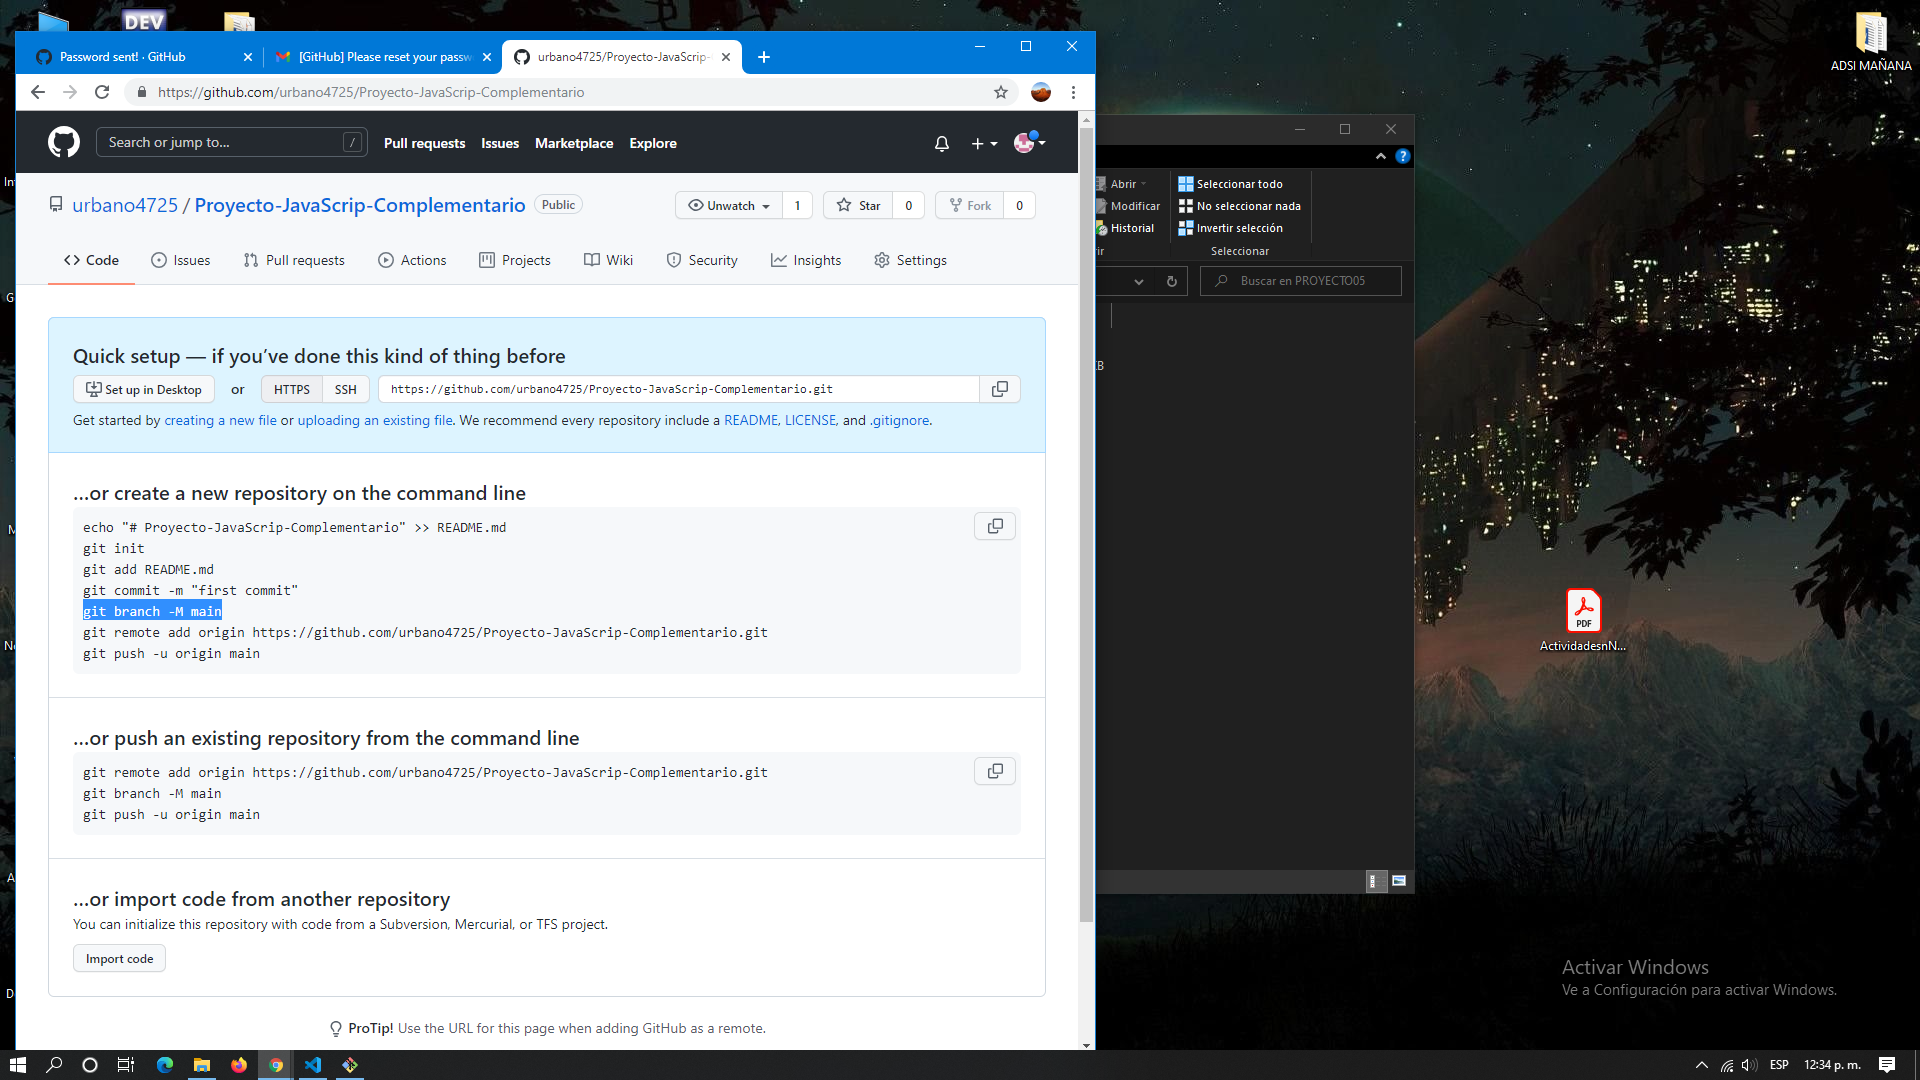 DEV
ADSI MAÑANA
Password sent! · GitHub
[GitHub] Please reset your passw
urbano4725/Proyecto-JavaScrip-
https://github.com/urbano4725/Proyecto-JavaScrip-Complementario
Search or jump to... /
Pull requests Issues Marketplace Explore
urbano4725 / Proyecto-JavaScrip-Complementario Public
Unwatch 1 Star 0 Fork 0
Code Issues Pull requests Actions Projects Wiki Security Insights Settings
Quick setup — if you’ve done this kind of thing before
Set up in Desktop or HTTPS SSH https://github.com/urbano4725/Proyecto-JavaScrip-Complementario.git
Get started by creating a new file or uploading an existing file. We recommend every repository include a README, LICENSE, and .gitignore.
…or create a new repository on the command line
echo "# Proyecto-JavaScrip-Complementario" >> README.md
git init
git add README.md
git commit -m "first commit"
git branch -M main
git remote add origin https://github.com/urbano4725/Proyecto-JavaScrip-Complementario.git
git push -u origin main
…or push an existing repository from the command line
git remote add origin https://github.com/urbano4725/Proyecto-JavaScrip-Complementario.git
git branch -M main
git push -u origin main
…or import code from another repository
You can initialize this repository with code from a Subversion, Mercurial, or TFS project.
Import code
ProTip! Use the URL for this page when adding GitHub as a remote.
Abrir
Modificar
Historial
Seleccionar todo
No seleccionar nada
Invertir selección
Seleccionar
Buscar en PROYECTO05
PDF
ActividadesnN...
Activar Windows
Ve a Configuración para activar Windows.
ESP 12:34 p. m.